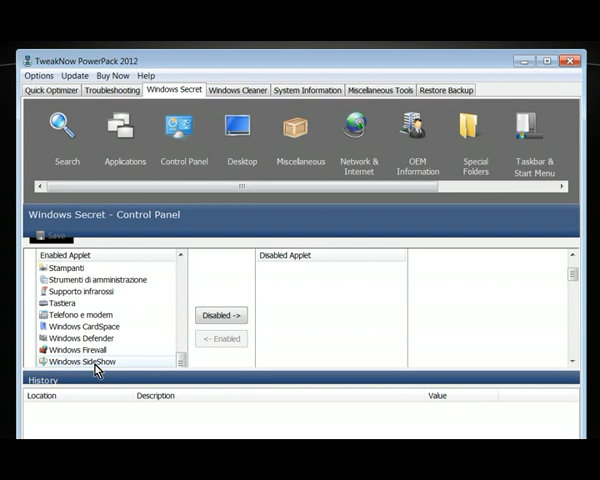 TweakNow PowerPack 2012
Options Update Buy Now Help
Quick Optimizer Troubleshooting Windows Secret Windows Cleaner System Information Miscellaneous Tools Restore Backup
Search Applications Control Panel Desktop Miscellaneous Network & Internet OEM Information Special Folders Taskbar & Start Menu
Windows Secret - Control Panel
Save
Enabled Applet Disabled Applet
Stampanti
Strumenti di amministrazione
Supporto infrarossi
Tastiera
Telefono e modem
Windows CardSpace
Windows Defender
Windows Firewall
Windows SideShow
Disabled ->
<- Enabled
History
Location Description Value